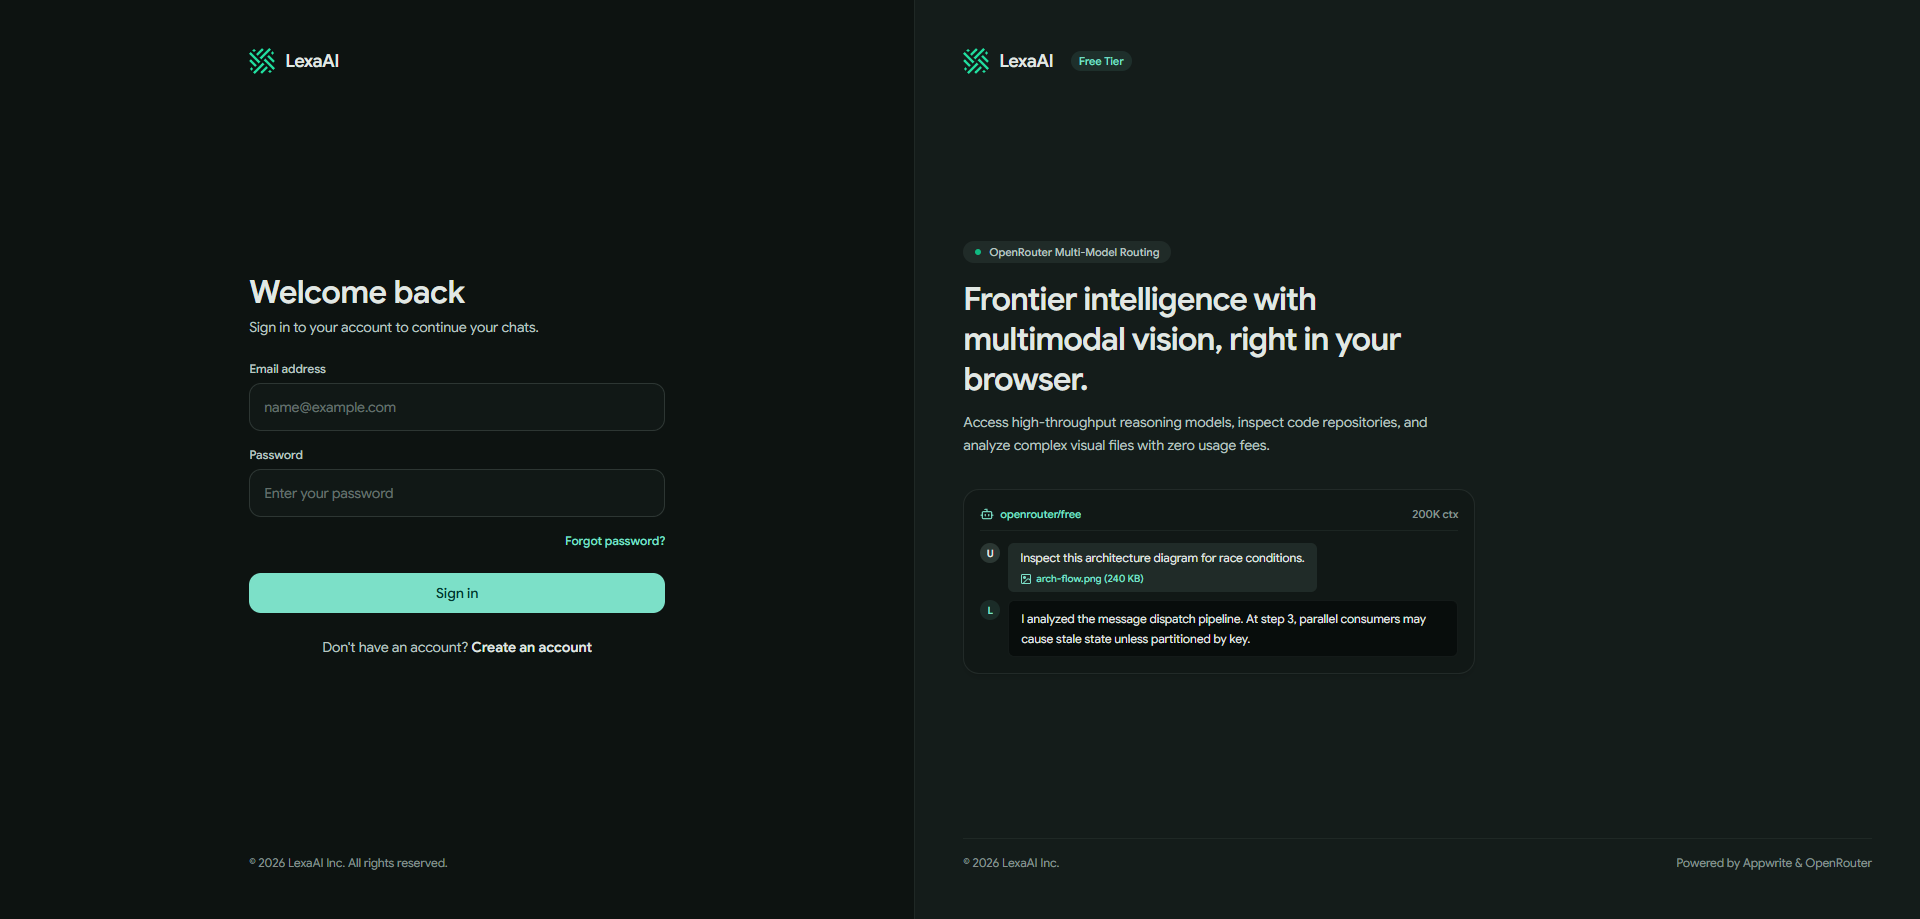 LexaAI
Welcome back
Sign in to your account to continue your chats.
Email address
name@example.com
Password
Enter your password
Forgot password?
Sign in
Don't have an account? Create an account
© 2026 LexaAI Inc. All rights reserved.
LexaAI Free Tier
OpenRouter Multi-Model Routing
Frontier intelligence with
multimodal vision, right in your
browser.
Access high-throughput reasoning models, inspect code repositories, and
analyze complex visual files with zero usage fees.
openrouter/free 200K ctx
U
Inspect this architecture diagram for race conditions.
arch-flow.png (240 KB)
L
I analyzed the message dispatch pipeline. At step 3, parallel consumers may
cause stale state unless partitioned by key.
© 2026 LexaAI Inc. Powered by Appwrite & OpenRouter